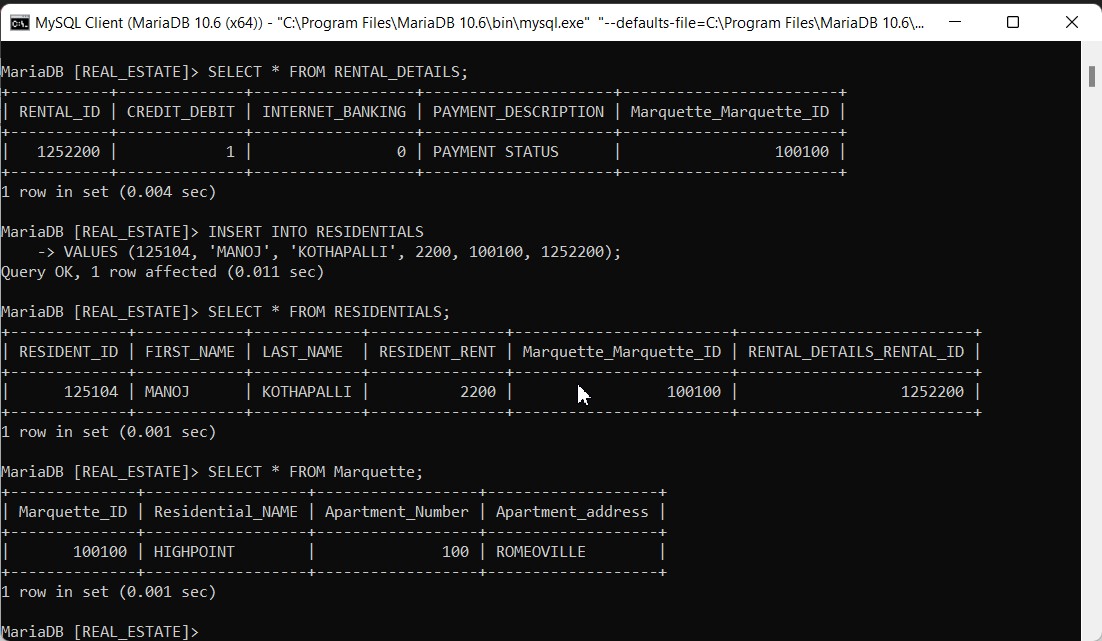 MySQL Client (MariaDB 10.6 (x64)) - "C:\Program Files\MariaDB 10.6\bin\mysql.exe" "--defaults-file=C:\Program Files\MariaDB 10.6\...
MariaDB [REAL_ESTATE]> SELECT * FROM RENTAL_DETAILS;
+-----------+--------------+------------------+---------------------+------------------------+
| RENTAL_ID | CREDIT_DEBIT | INTERNET_BANKING | PAYMENT_DESCRIPTION | Marquette_Marquette_ID |
+-----------+--------------+------------------+---------------------+------------------------+
|   1252200 |            1 |                0 | PAYMENT STATUS      |                 100100 |
+-----------+--------------+------------------+---------------------+------------------------+
1 row in set (0.004 sec)
MariaDB [REAL_ESTATE]> INSERT INTO RESIDENTIALS
    -> VALUES (125104, 'MANOJ', 'KOTHAPALLI', 2200, 100100, 1252200);
Query OK, 1 row affected (0.011 sec)
MariaDB [REAL_ESTATE]> SELECT * FROM RESIDENTIALS;
+-------------+------------+------------+---------------+------------------------+--------------------------+
| RESIDENT_ID | FIRST_NAME | LAST_NAME  | RESIDENT_RENT | Marquette_Marquette_ID | RENTAL_DETAILS_RENTAL_ID |
+-------------+------------+------------+---------------+------------------------+--------------------------+
|      125104 | MANOJ      | KOTHAPALLI |          2200 |                 100100 |                  1252200 |
+-------------+------------+------------+---------------+------------------------+--------------------------+
1 row in set (0.001 sec)
MariaDB [REAL_ESTATE]> SELECT * FROM Marquette;
+--------------+------------------+------------------+-------------------+
| Marquette_ID | Residential_NAME | Apartment_Number | Apartment_address |
+--------------+------------------+------------------+-------------------+
|       100100 | HIGHPOINT        |              100 | ROMEOVILLE        |
+--------------+------------------+------------------+-------------------+
1 row in set (0.001 sec)
MariaDB [REAL_ESTATE]>